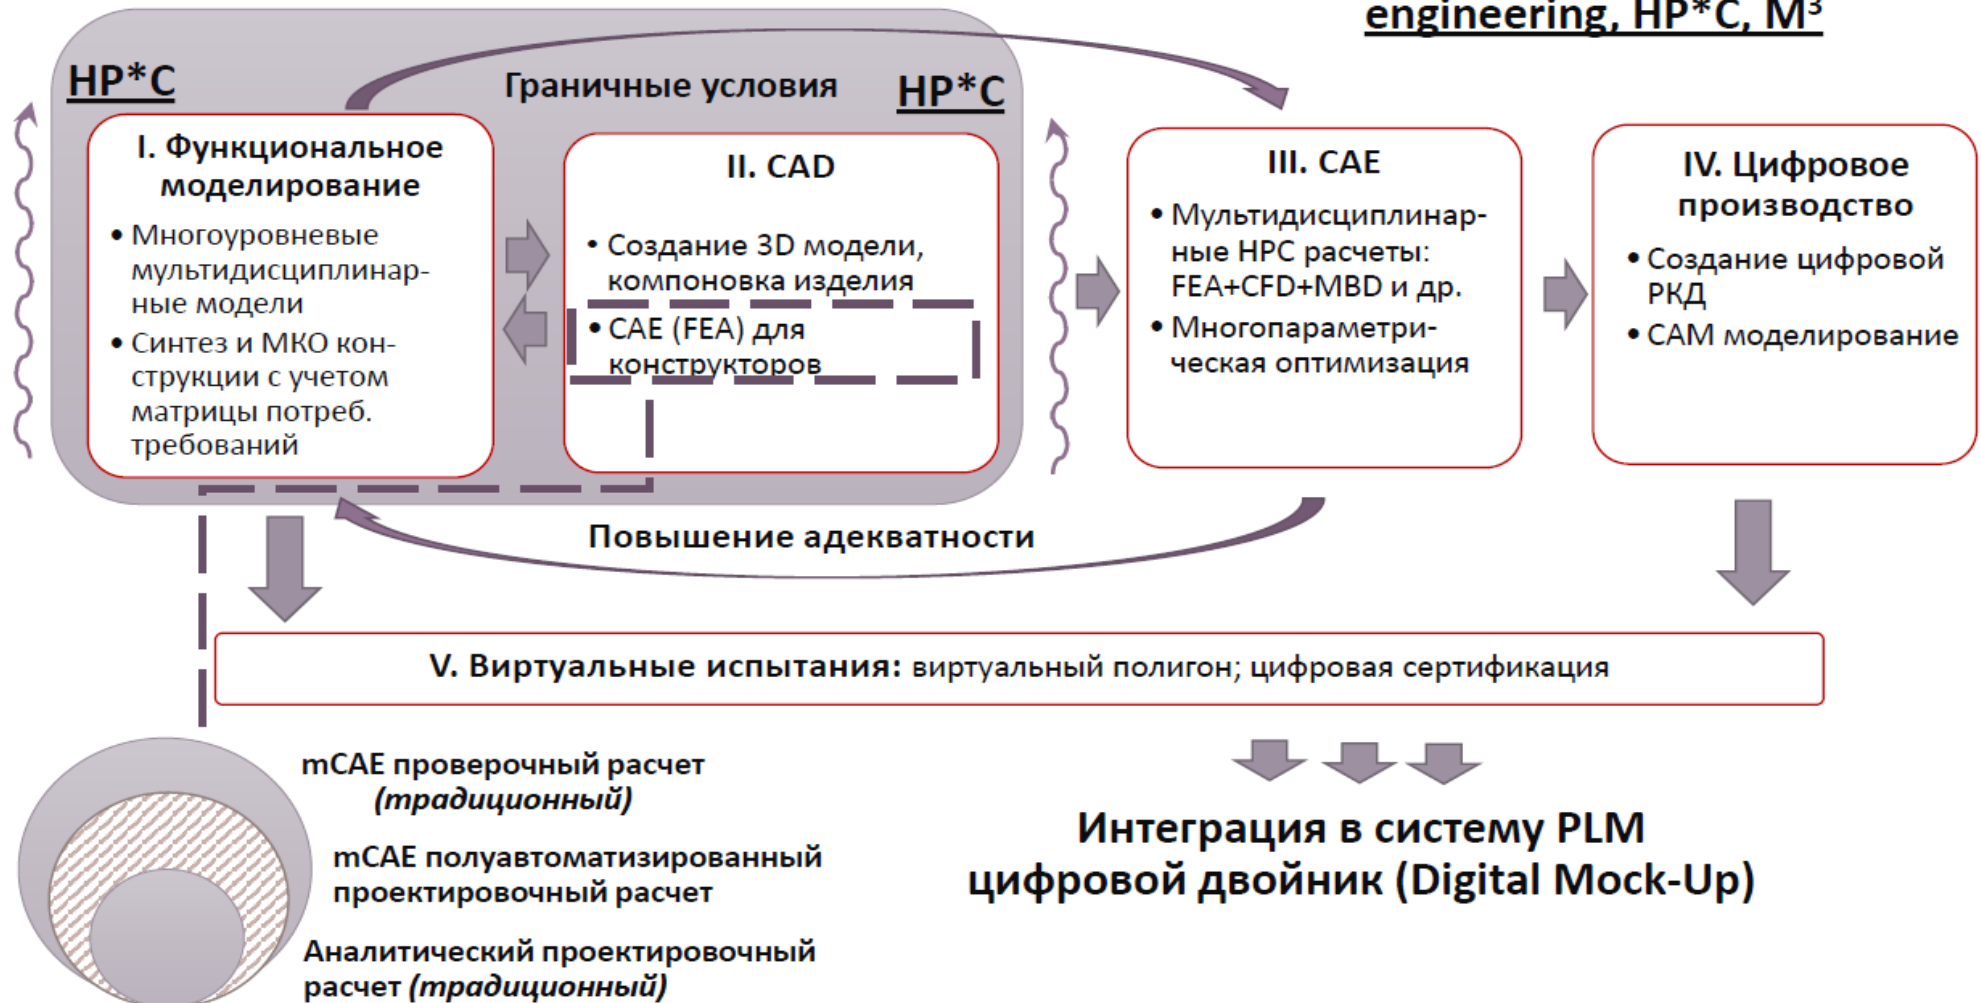 engineering, HP*C, M³
HP*C
Граничные условия
HP*C
I. Функциональное
моделирование
• Многоуровневые
мультидисциплинар-
ные модели
• Синтез и МКО кон-
струкции с учетом
матрицы потреб.
требований
II. CAD
• Создание 3D модели,
компоновка изделия
• CAE (FEA) для
конструкторов
III. CAE
• Мультидисциплинар-
ные HPC расчеты:
FEA+CFD+MBD и др.
• Многопараметри-
ческая оптимизация
IV. Цифровое
производство
• Создание цифровой
РКД
• CAM моделирование
Повышение адекватности
V. Виртуальные испытания: виртуальный полигон; цифровая сертификация
mCAE проверочный расчет
(традиционный)
mCAE полуавтоматизированный
проектировочный расчет
Аналитический проектировочный
расчет (традиционный)
Интеграция в систему PLM
цифровой двойник (Digital Mock-Up)